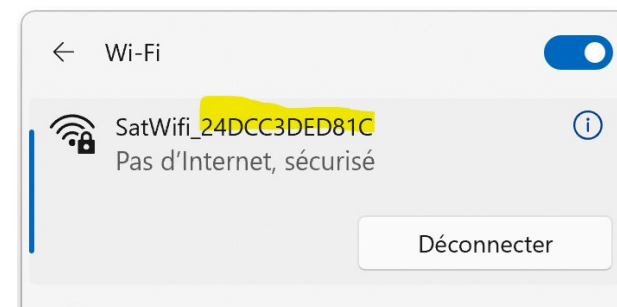 Wi-Fi
SatWifi_24DCC3DED81C
Pas d'Internet, sécurisé
Déconnecter